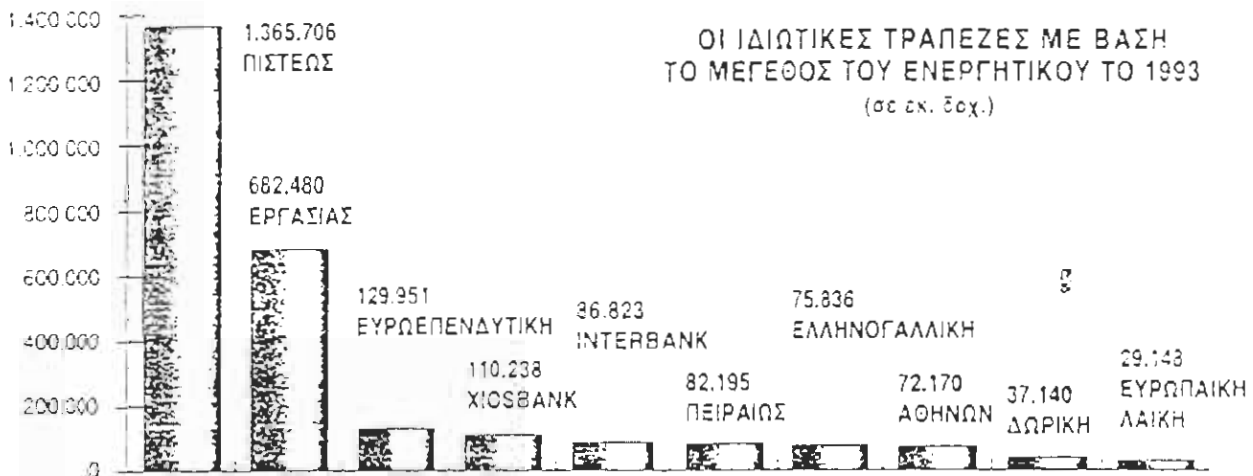 ΟΙ ΙΔΙΩΤΙΚΕΣ ΤΡΑΠΕΖΕΣ ΜΕ ΒΑΣΗ
ΤΟ ΜΕΓΕΘΟΣ ΤΟΥ ΕΝΕΡΓΗΤΙΚΟΥ ΤΟ 1993
(σε εκ. δρχ.)
1.400.000
1.200.000
1.000.000
800.000
600.000
400.000
200.000
0
1.365.706
ΠΙΣΤΕΩΣ
682.480
ΕΡΓΑΣΙΑΣ
129.951
ΕΥΡΩΕΠΕΝΔΥΤΙΚΗ
110.238
XIOSBANK
86.823
INTERBANK
82.195
ΠΕΙΡΑΙΩΣ
75.836
ΕΛΛΗΝΟΓΑΛΛΙΚΗ
72.170
ΑΘΗΝΩΝ
37.140
ΔΩΡΙΚΗ
29.148
ΕΥΡΩΠΑΙΚΗ
ΛΑΙΚΗ